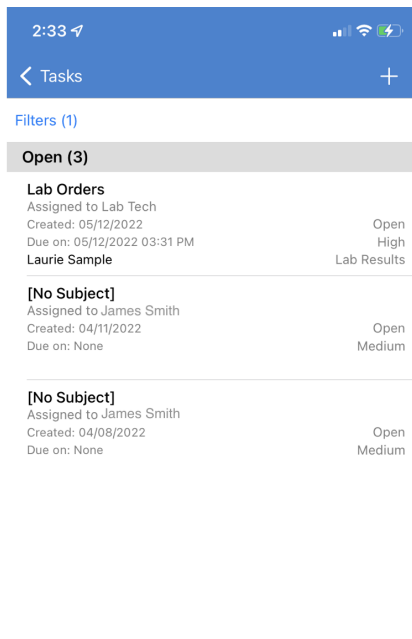 2:33
Tasks
Filters (1)
Open (3)
Lab Orders
Assigned to Lab Tech
Created: 05/12/2022 Open
Due on: 05/12/2022 03:31 PM High
Laurie Sample Lab Results
[No Subject]
Assigned to James Smith
Created: 04/11/2022 Open
Due on: None Medium
[No Subject]
Assigned to James Smith
Created: 04/08/2022 Open
Due on: None Medium